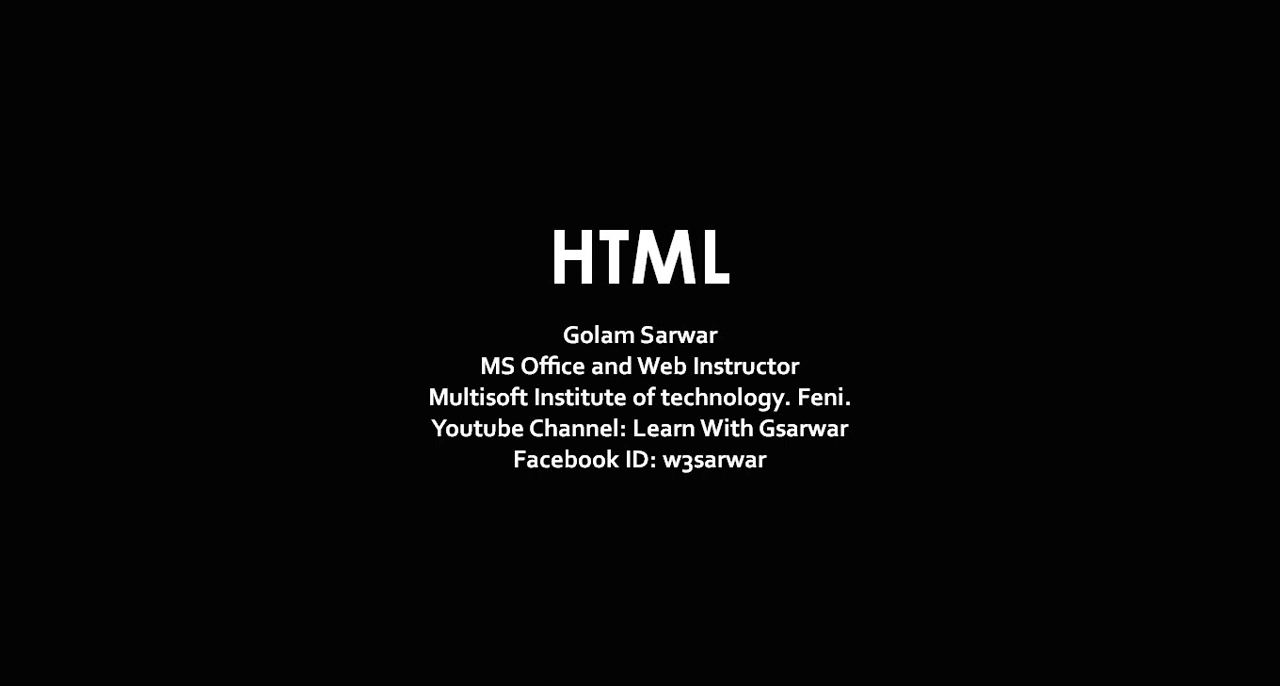 HTML
Golam Sarwar
MS Office and Web Instructor
Multisoft Institute of technology. Feni.
Youtube Channel: Learn With Gsarwar
Facebook ID: w3sarwar